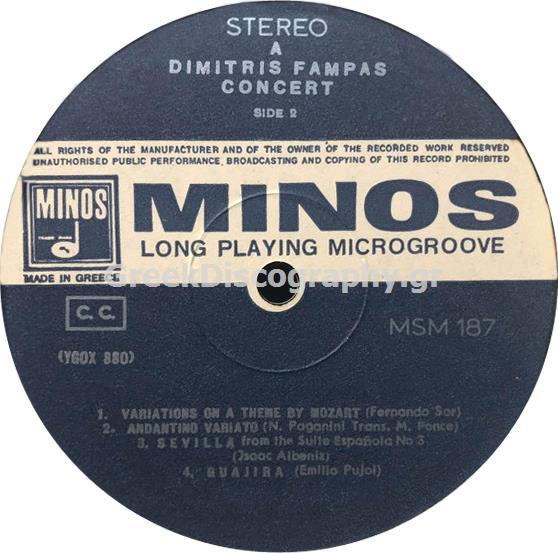 STEREO
A
DIMITRIS FAMPAS
CONCERT
SIDE 2
ALL RIGHTS OF THE MANUFACTURER AND OF THE OWNER OF THE RECORDED WORK RESERVED
UNAUTHORISED PUBLIC PERFORMANCE, BROADCASTING AND COPYING OF THIS RECORD PROHIBITED
MINOS
TRADE MARK
MINOS
LONG PLAYING MICROGROOVE
MADE IN GREECE
GreekDiscography.gr
C. C.
MSM 187
(YGOX 880)
1. VARIATIONS ON A THEME BY MOZART (Fernando Sor)
2. ANDANTINO VARIATO (N. Paganini Trans. M. Ponce)
3. SEVILLA from the Suite Española No 3
(Isaac Albeniz)
4. GUAJIRA (Emilio Pujol)